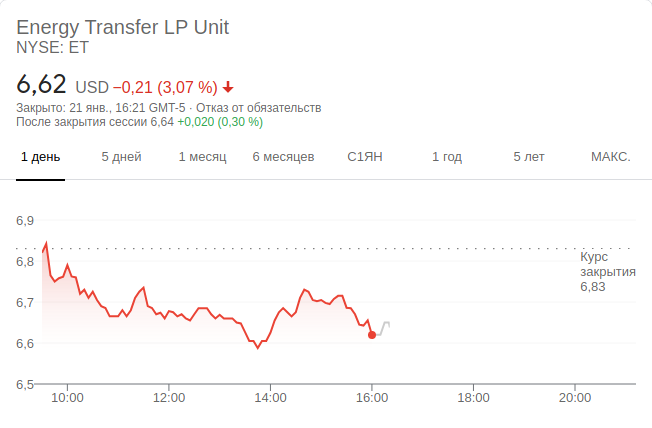 Energy Transfer LP Unit
NYSE: ET
6,62 USD −0,21 (3,07 %)
Закрыто: 21 янв., 16:21 GMT-5 · Отказ от обязательств
После закрытия сессии 6,64 +0,020 (0,30 %)
1 день 5 дней 1 месяц 6 месяцев С1ЯН 1 год 5 лет МАКС.
6,9
6,8
Курс
закрытия
6,83
6,7
6,6
6,5
10:00 12:00 14:00 16:00 18:00 20:00